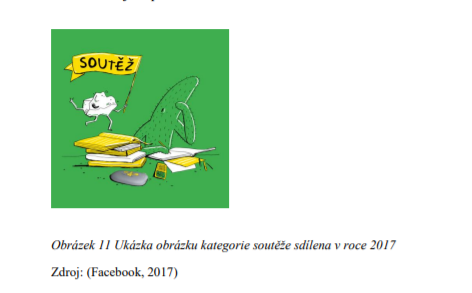 SOUTĚŽ
Obrázek 11 Ukázka obrázku kategorie soutěže sdílena v roce 2017
Zdroj: (Facebook, 2017)